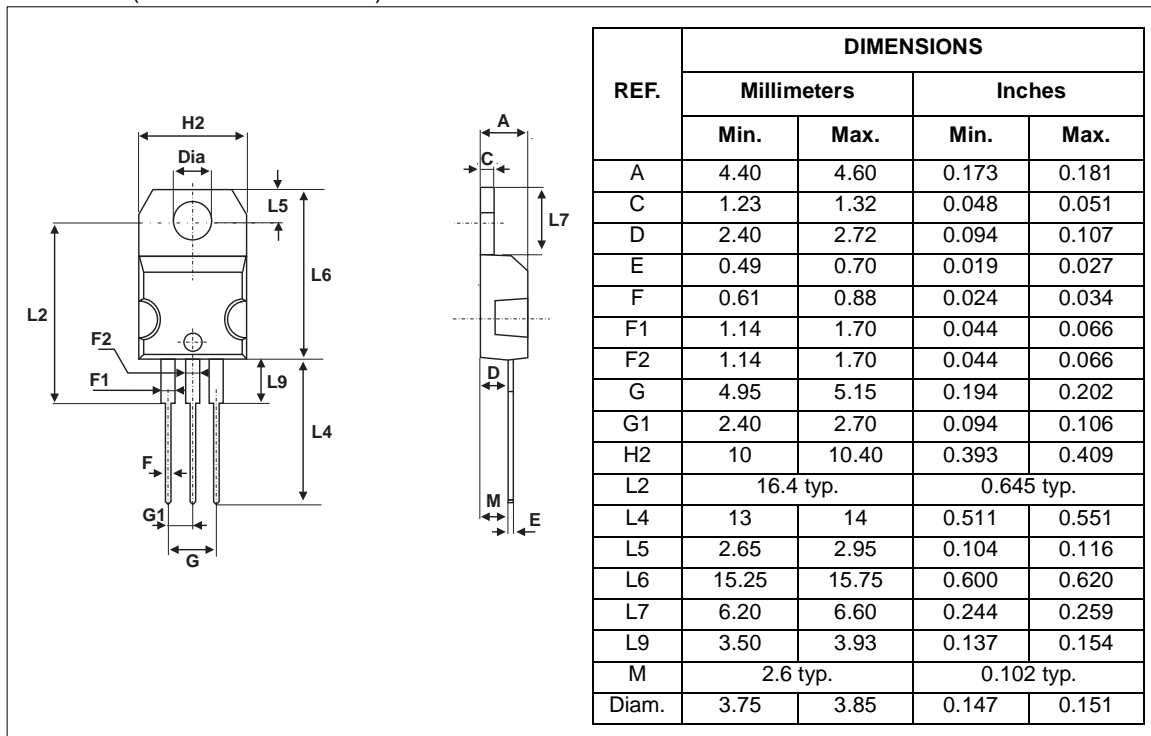 H2
Dia
L5
L6
L2
F2
F1
L9
L4
F
G1
G
A
C
L7
D
M
E
REF. DIMENSIONS
Millimeters Inches
Min. Max. Min. Max.
A 4.40 4.60 0.173 0.181
C 1.23 1.32 0.048 0.051
D 2.40 2.72 0.094 0.107
E 0.49 0.70 0.019 0.027
F 0.61 0.88 0.024 0.034
F1 1.14 1.70 0.044 0.066
F2 1.14 1.70 0.044 0.066
G 4.95 5.15 0.194 0.202
G1 2.40 2.70 0.094 0.106
H2 10 10.40 0.393 0.409
L2 16.4 typ. 0.645 typ.
L4 13 14 0.511 0.551
L5 2.65 2.95 0.104 0.116
L6 15.25 15.75 0.600 0.620
L7 6.20 6.60 0.244 0.259
L9 3.50 3.93 0.137 0.154
M 2.6 typ. 0.102 typ.
Diam. 3.75 3.85 0.147 0.151